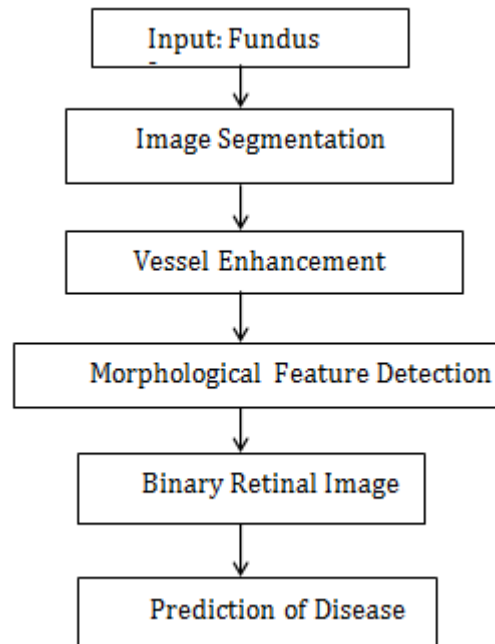 Input: Fundus
Image Segmentation
Vessel Enhancement
Morphological Feature Detection
Binary Retinal Image
Prediction of Disease